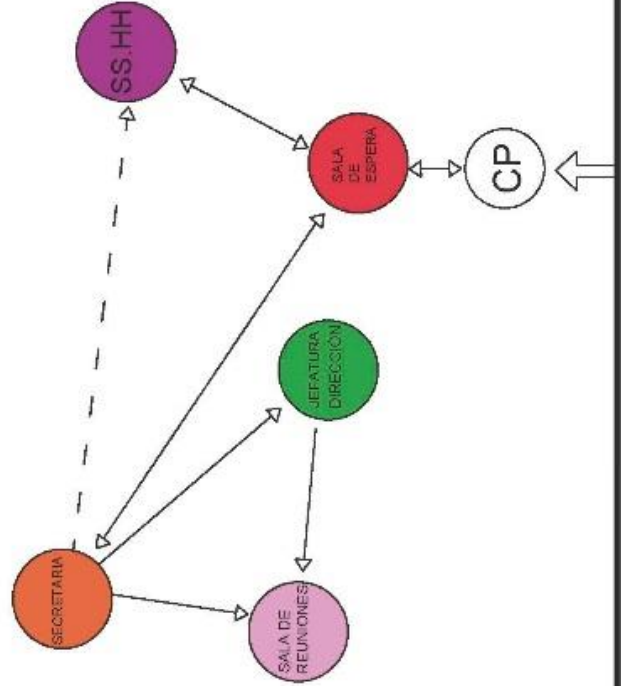 SS.HH
SALA
DE
ESPERA
CP
JEFATURA
DIRECCIÓN
SECRETARIA
SALA DE
REUNIONES